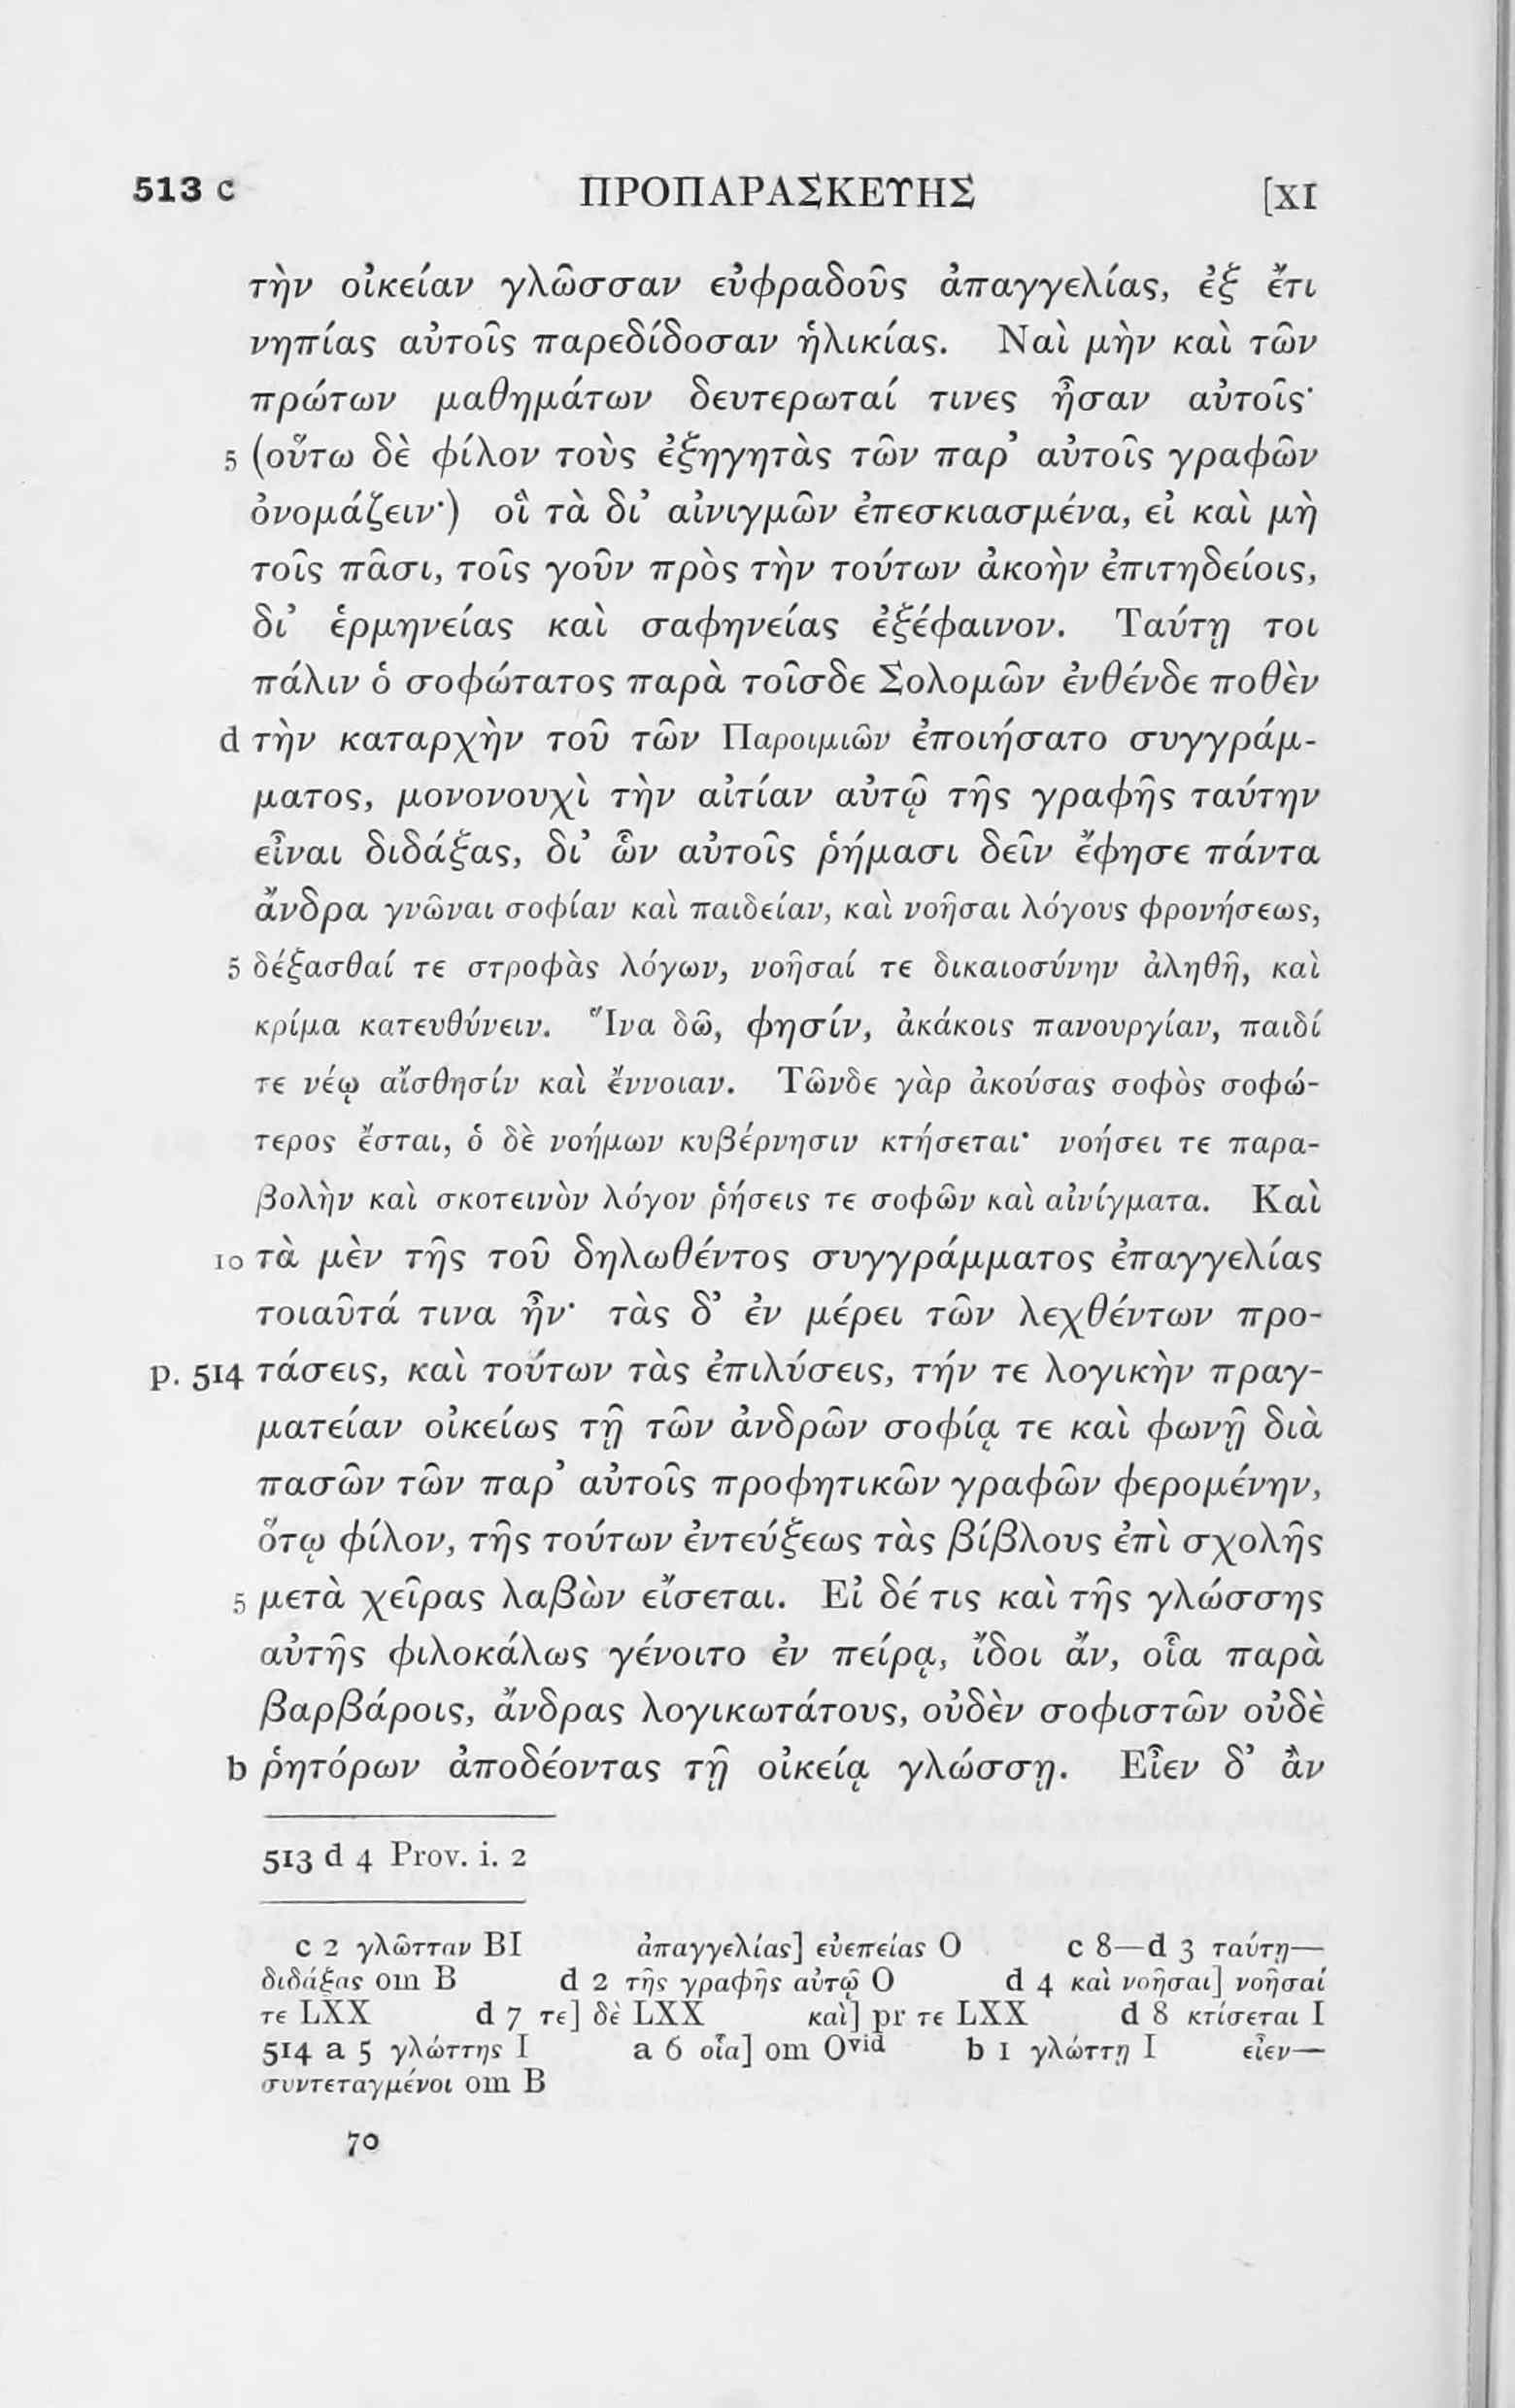 513 c ΠΡΟΠΑΡΑΣΚΕΥΗΣ [XI
τὴν οἰκείαν γλῶσσαν εὐφραδοῦς ἀπαγγελίας, ἐξ ἔτι
νηπίας αὐτοῖς παρεδίδοσαν ἡλικίας. Ναὶ μὴν καὶ τῶν
πρώτων μαθημάτων δευτερωταί τινες ἦσαν αὐτοῖς·
5 (οὕτω δὲ φίλον τοὺς ἐξηγητὰς τῶν παρ’ αὐτοῖς γραφῶν
ὀνομάζειν·) οἳ τὰ δι’ αἰνιγμῶν ἐπεσκιασμένα, εἰ καὶ μὴ
τοῖς πᾶσι, τοῖς γοῦν πρὸς τὴν τούτων ἀκοὴν ἐπιτηδείοις,
δι’ ἑρμηνείας καὶ σαφηνείας ἐξέφαινον. Ταύτῃ τοι
πάλιν ὁ σοφώτατος παρὰ τοῖσδε Σολομῶν ἐνθένδε ποθὲν
d τὴν καταρχὴν τοῦ τῶν Παροιμιῶν ἐποιήσατο συγγράμ-
ματος, μονονουχὶ τὴν αἰτίαν αὐτῷ τῆς γραφῆς ταύτην
εἶναι διδάξας, δι’ ὧν αὐτοῖς ῥήμασι δεῖν ἔφησε πάντα
ἄνδρα γνῶναι σοφίαν καὶ παιδείαν, καὶ νοῆσαι λόγους φρονήσεως,
5 δέξασθαί τε στροφὰς λόγων, νοῆσαί τε δικαιοσύνην ἀληθῆ, καὶ
κρίμα κατευθύνειν. Ἵνα δῶ, φησίν, ἀκάκοις πανουργίαν, παιδί
τε νέῳ αἴσθησίν καὶ ἔννοιαν. Τῶνδε γὰρ ἀκούσας σοφὸς σοφώ-
τερος ἔσται, ὁ δὲ νοήμων κυβέρνησιν κτήσεται· νοήσει τε παρα-
βολὴν καὶ σκοτεινὸν λόγον ῥήσεις τε σοφῶν καὶ αἰνίγματα. Καὶ
10 τὰ μὲν τῆς τοῦ δηλωθέντος συγγράμματος ἐπαγγελίας
τοιαῦτά τινα ἦν· τὰς δ’ ἐν μέρει τῶν λεχθέντων προ-
p. 514 τάσεις, καὶ τούτων τὰς ἐπιλύσεις, τήν τε λογικὴν πραγ-
ματείαν οἰκείως τῇ τῶν ἀνδρῶν σοφίᾳ τε καὶ φωνῇ διὰ
πασῶν τῶν παρ’ αὐτοῖς προφητικῶν γραφῶν φερομένην,
ὅτῳ φίλον, τῆς τούτων ἐντεύξεως τὰς βίβλους ἐπὶ σχολῆς
5 μετὰ χεῖρας λαβὼν εἴσεται. Εἰ δέ τις καὶ τῆς γλώσσης
αὐτῆς φιλοκάλως γένοιτο ἐν πείρᾳ, ἴδοι ἄν, οἷα παρὰ
βαρβάροις, ἄνδρας λογικωτάτους, οὐδὲν σοφιστῶν οὐδὲ
b ῥητόρων ἀποδέοντας τῇ οἰκείᾳ γλώσσῃ. Εἶεν δ’ ἂν
513 d 4 Prov. i. 2
c 2 γλῶτταν BI ἀπαγγελίας] εὐεπείας O c 8—d 3 ταύτῃ—
διδάξας om B d 2 τῆς γραφῆς αὐτῷ O d 4 καὶ νοῆσαι] νοῆσαί
τε LXX d 7 τε] δὲ LXX καὶ] pr τε LXX d 8 κτίσεται I
514 a 5 γλώττης I a 6 οἷα] om Oᵛⁱᵈ b 1 γλώττῃ I εἶεν—
συντεταγμένοι om B
70